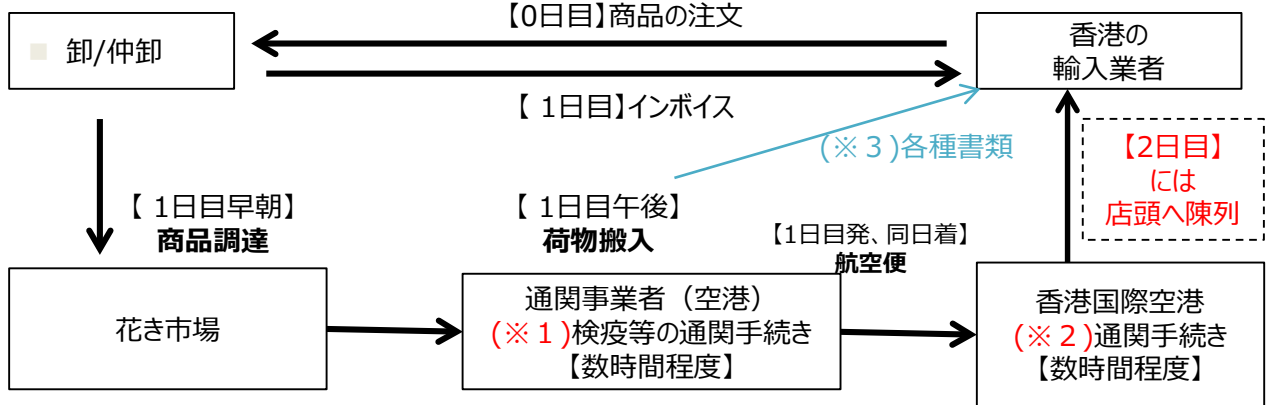 【0日目】商品の注文
卸/仲卸
香港の
輸入業者
【 1日目】インボイス
(※３)各種書類
【2日目】
には
店頭へ陳列
【 1日目早朝】
商品調達
【 1日目午後】
荷物搬入
【1日目発、同日着】
航空便
花き市場
通関事業者（空港）
(※１)検疫等の通関手続き
【数時間程度】
香港国際空港
(※２)通関手続き
【数時間程度】